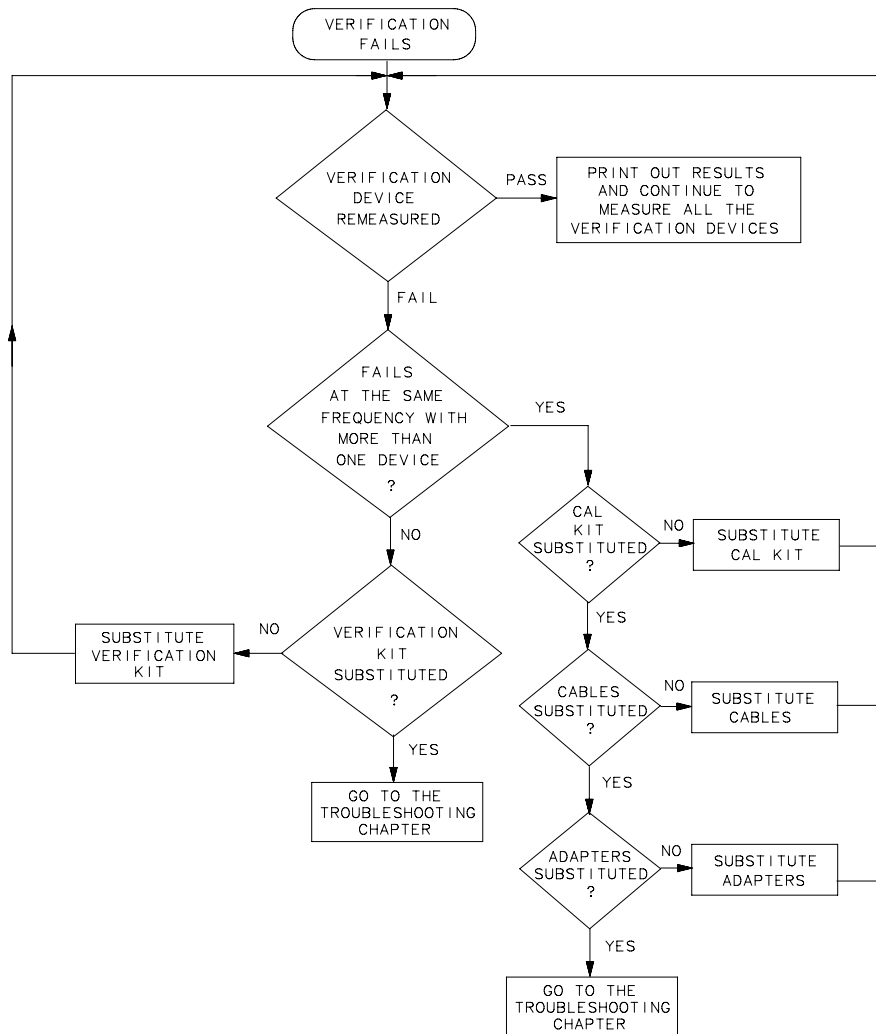 VERIFICATION
FAILS
VERIFICATION
DEVICE
REMEASURED
PASS
PRINT OUT RESULTS
AND CONTINUE TO
MEASURE ALL THE
VERIFICATION DEVICES
FAIL
FAILS
AT THE SAME
FREQUENCY WITH
MORE THAN
ONE DEVICE
?
YES
NO
CAL
KIT
SUBSTITUTED
?
NO
SUBSTITUTE
CAL KIT
YES
VERIFICATION
KIT
SUBSTITUTED
?
NO
SUBSTITUTE
VERIFICATION
KIT
YES
GO TO THE
TROUBLESHOOTING
CHAPTER
CABLES
SUBSTITUTED
?
NO
SUBSTITUTE
CABLES
YES
ADAPTERS
SUBSTITUTED
?
NO
SUBSTITUTE
ADAPTERS
YES
GO TO THE
TROUBLESHOOTING
CHAPTER